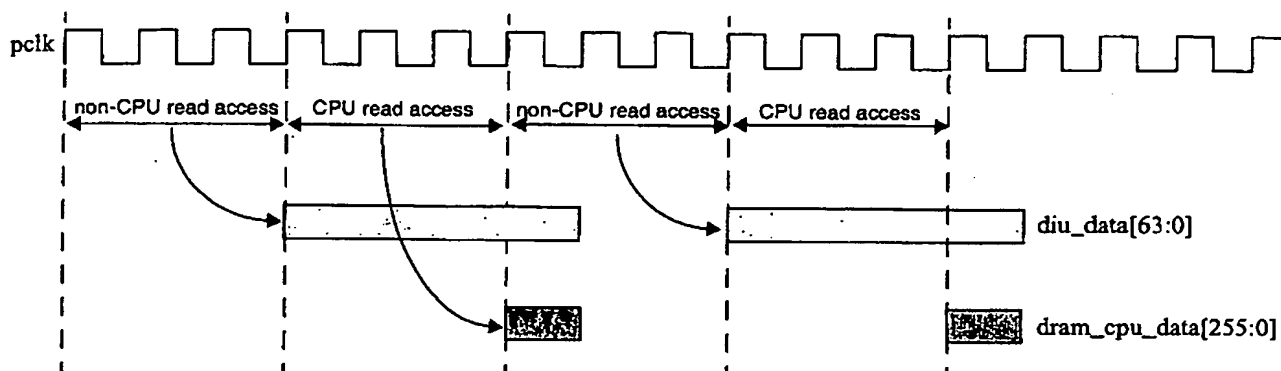 pclk
non-CPU read access CPU read access non-CPU read access CPU read access
diu_data[63:0]
dram_cpu_data[255:0]